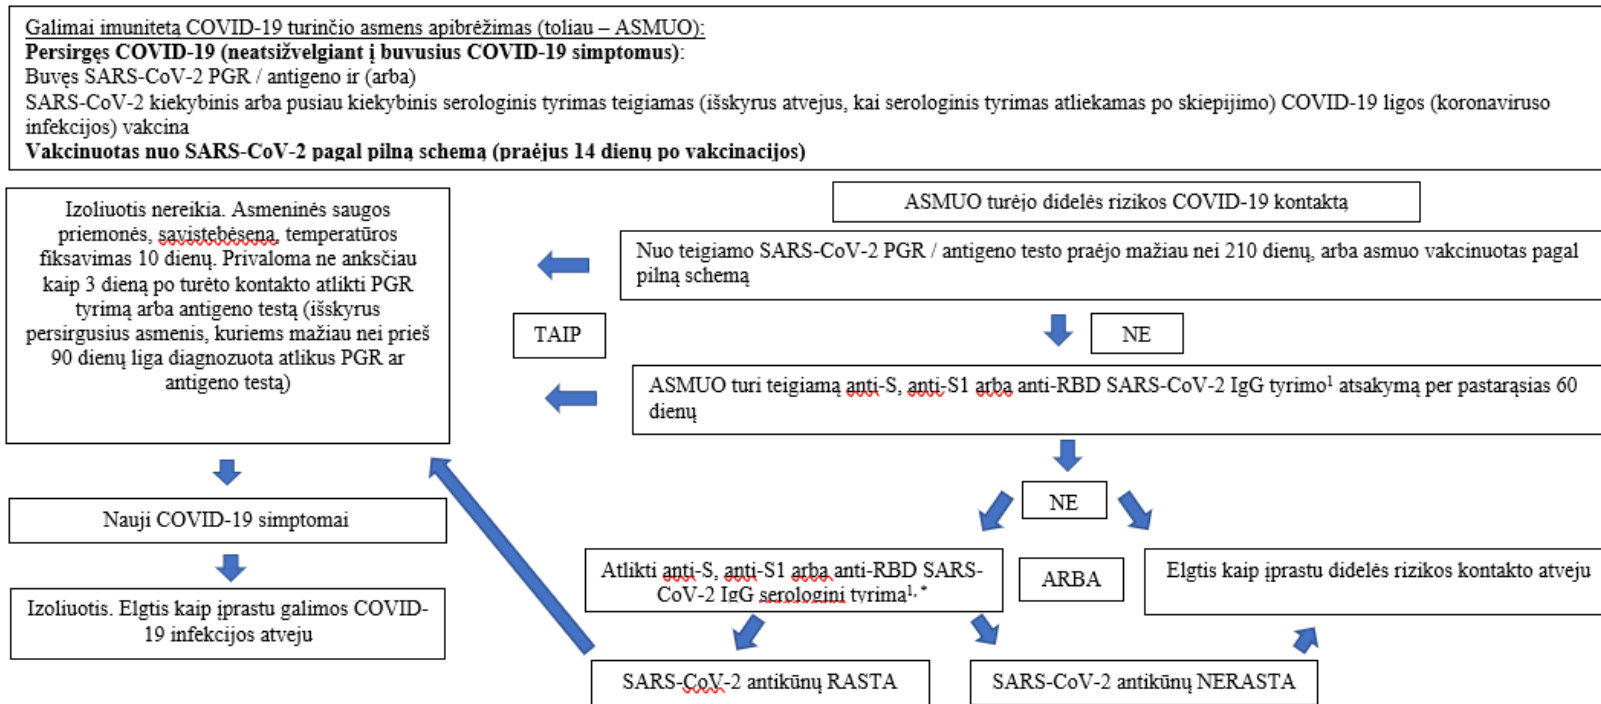 Galimai imunitetą COVID-19 turinčio asmens apibrėžimas (toliau – ASMUO):
Persirgęs COVID-19 (neatsižvelgiant į buvusius COVID-19 simptomus):
Buvęs SARS-CoV-2 PGR / antigeno ir (arba)
SARS-CoV-2 kiekybinis arba pusiau kiekybinis serologinis tyrimas teigiamas (išskyrus atvejus, kai serologinis tyrimas atliekamas po skiepijimo) COVID-19 ligos (koronaviruso
infekcijos) vakcina
Vakcinuotas nuo SARS-CoV-2 pagal pilną schemą (praėjus 14 dienų po vakcinacijos)
ASMUO turėjo didelės rizikos COVID-19 kontaktą
Nuo teigiamo SARS-CoV-2 PGR / antigeno testo praėjo mažiau nei 210 dienų, arba asmuo vakcinuotas pagal
pilną schemą
Izoliuotis nereikia. Asmeninės saugos
priemonės, savistebėsena, temperatūros
fiksavimas 10 dienų. Privaloma ne anksčiau
kaip 3 dieną po turėto kontakto atlikti PGR
tyrimą arba antigeno testą (išskyrus
persirgusius asmenis, kuriems mažiau nei prieš
90 dienų liga diagnozuota atlikus PGR ar
antigeno testą)
TAIP
NE
ASMUO turi teigiamą anti-S, anti-S1 arba anti-RBD SARS-CoV-2 IgG tyrimo¹ atsakymą per pastarąsias 60
dienų
NE
Nauji COVID-19 simptomai
Izoliuotis. Elgtis kaip įprastu galimos COVID-
19 infekcijos atveju
Atlikti anti-S, anti-S1 arba anti-RBD SARS-
CoV-2 IgG serologinį tyrimą¹,*
ARBA
Elgtis kaip įprastu didelės rizikos kontakto atveju
SARS-CoV-2 antikūnų RASTA
SARS-CoV-2 antikūnų NERASTA